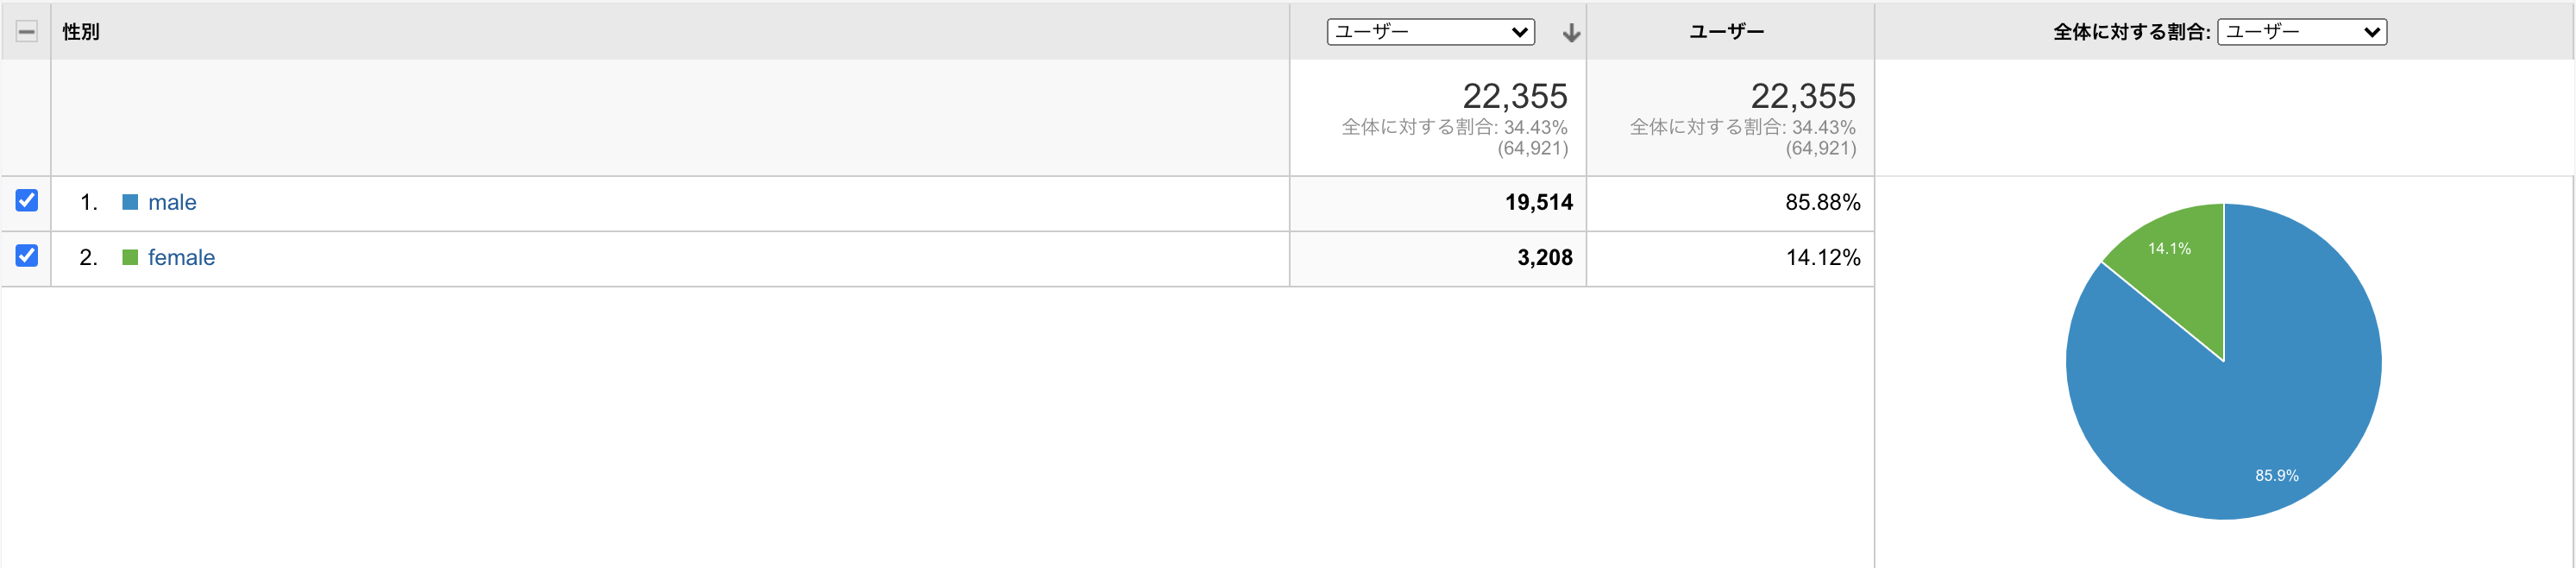 性別 ユーザー ユーザー 全体に対する割合: ユーザー
22,355 22,355
全体に対する割合: 34.43% 全体に対する割合: 34.43%
(64,921) (64,921)
1. male 19,514 85.88%
2. female 3,208 14.12%
14.1%
85.9%